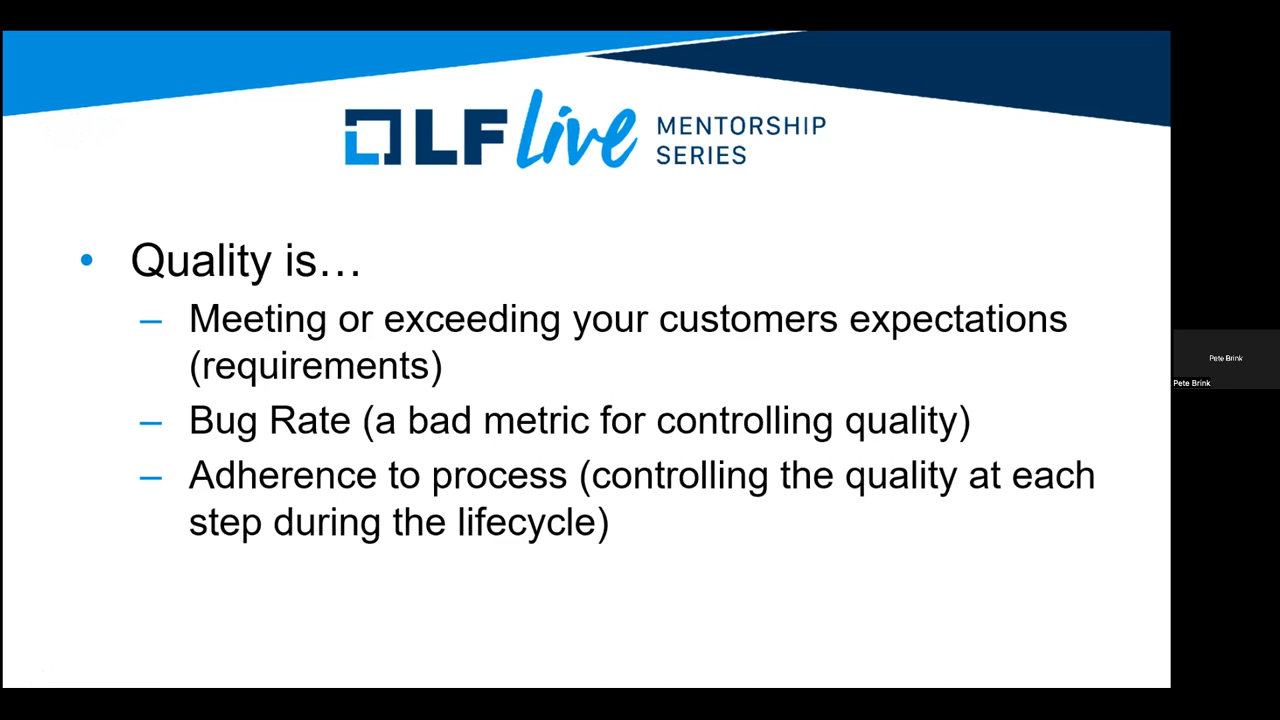 LF Live MENTORSHIP
SERIES
• Quality is…
– Meeting or exceeding your customers expectations
(requirements)
– Bug Rate (a bad metric for controlling quality)
– Adherence to process (controlling the quality at each
step during the lifecycle)
Pete Brink
Pete Brink